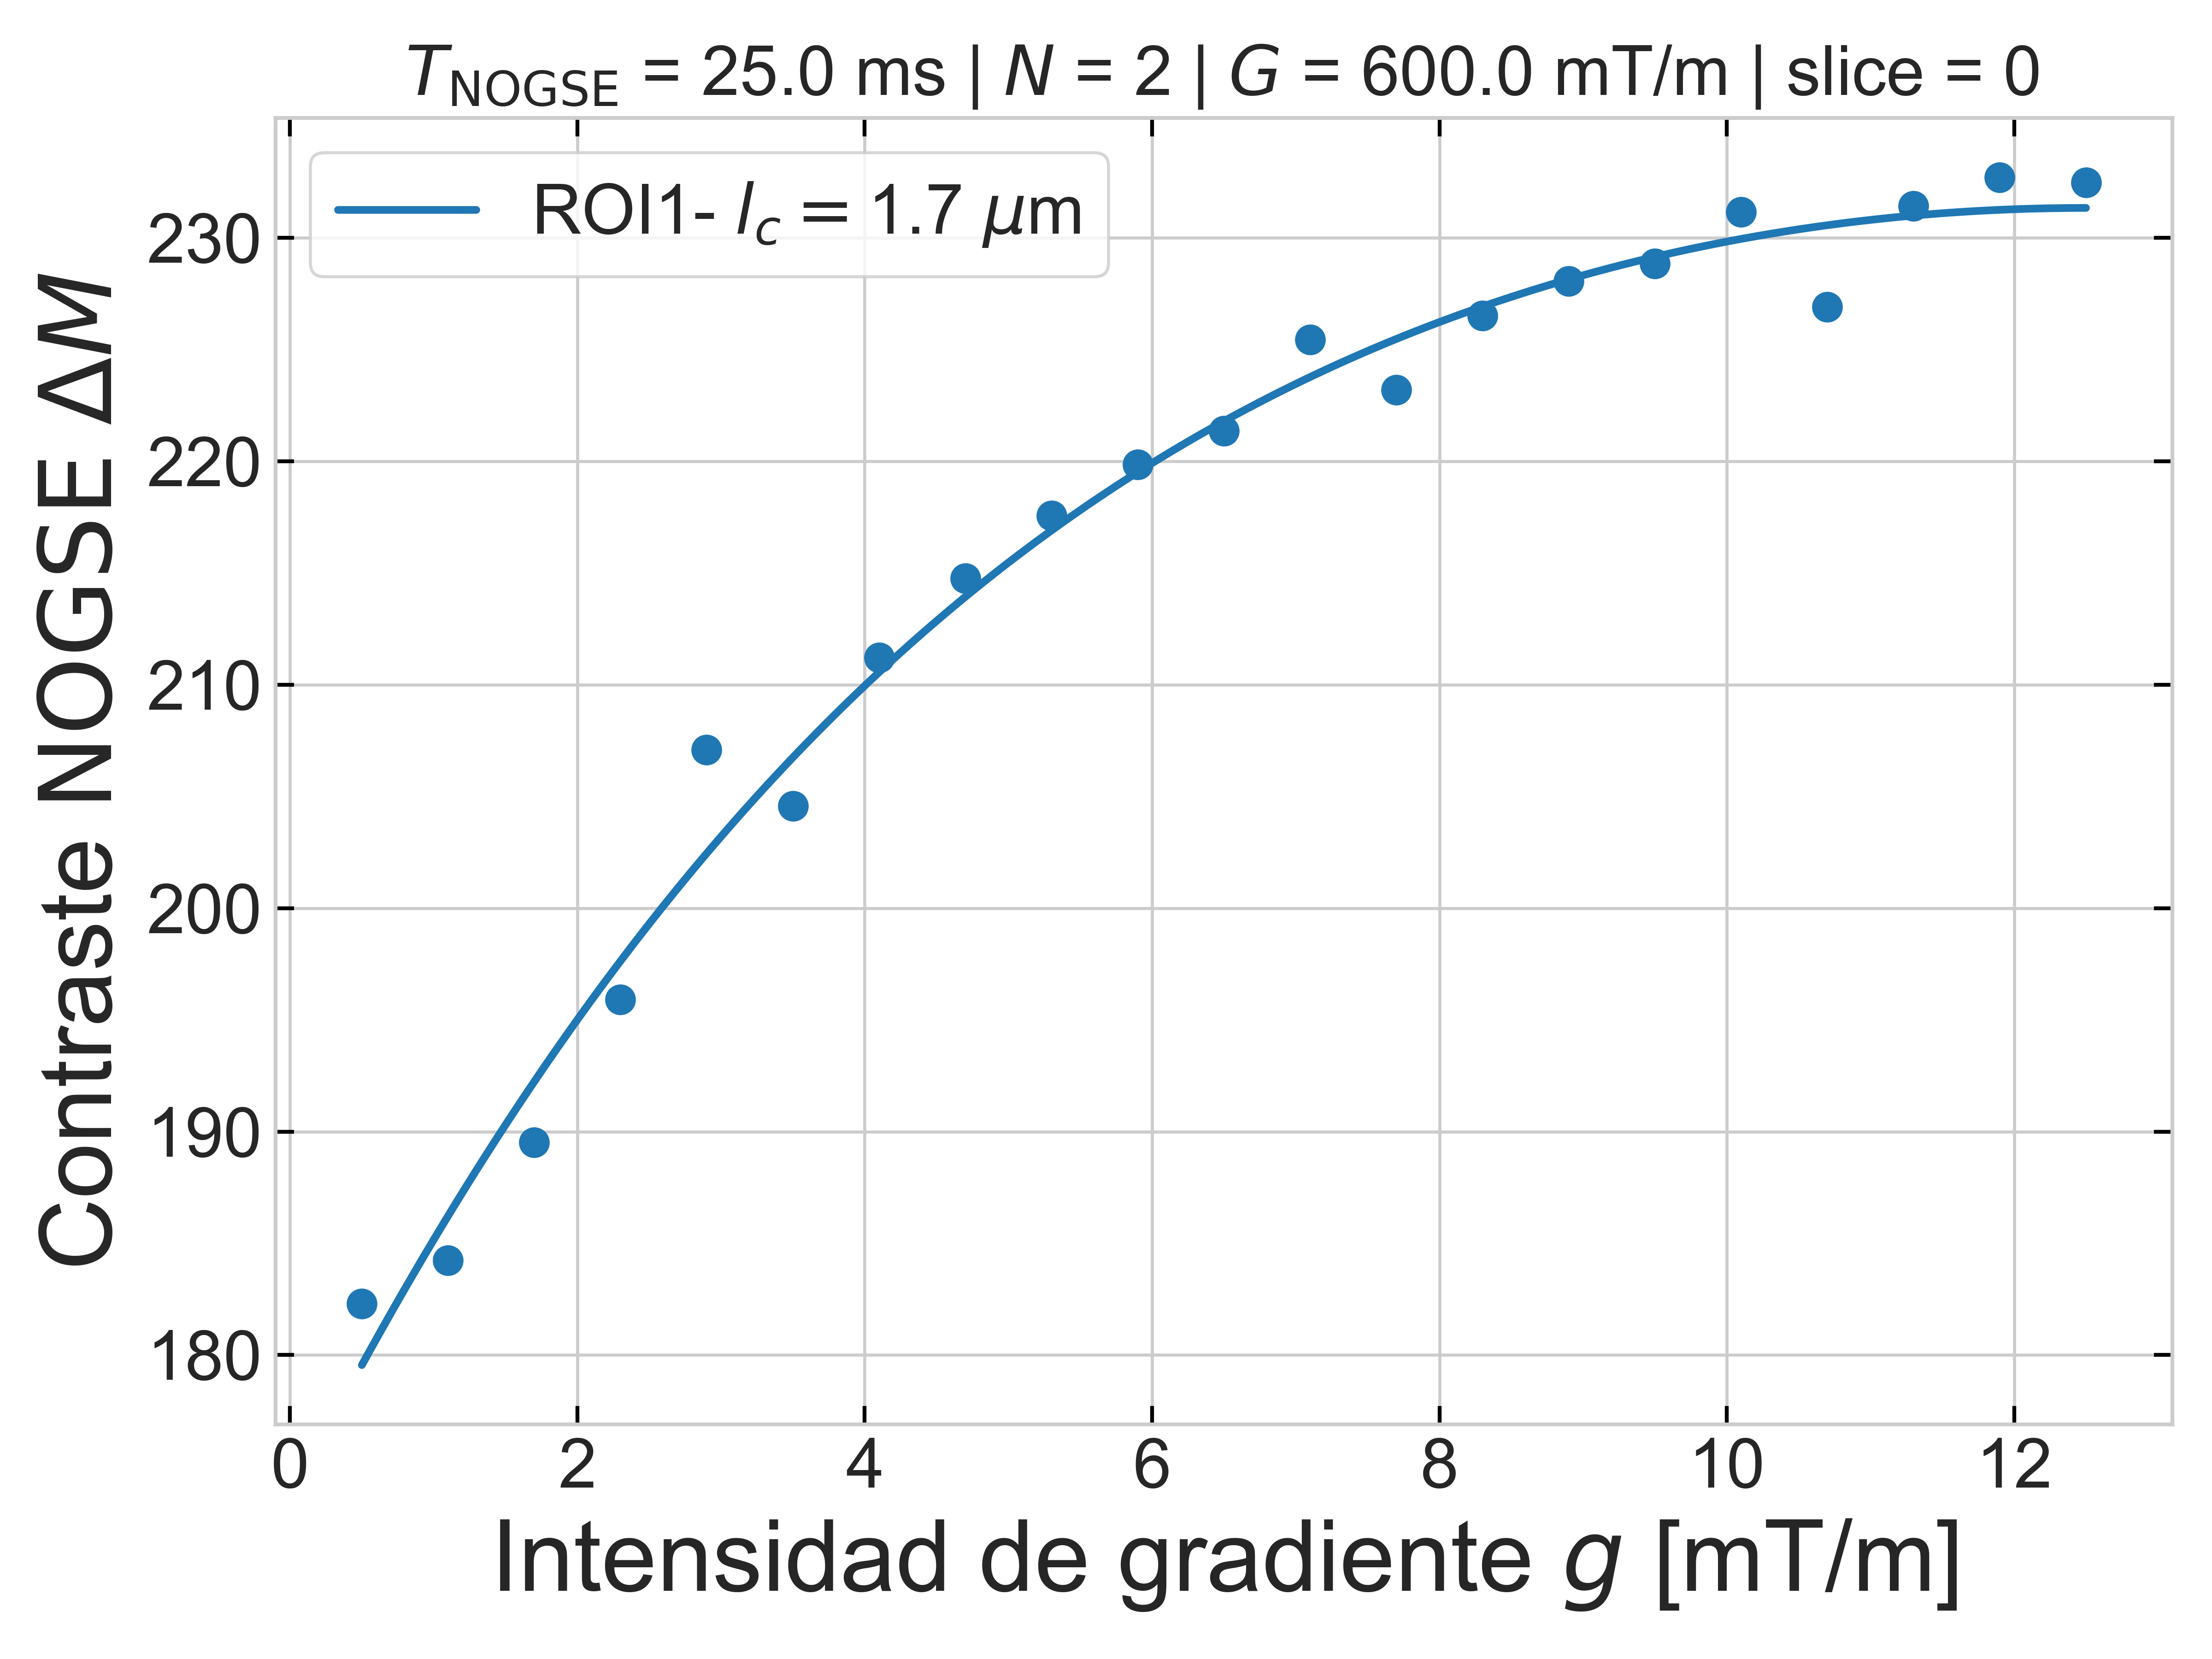 T_NOGSE = 25.0 ms | N = 2 | G = 600.0 mT/m | slice = 0
ROI1- l_c = 1.7 μm
Contraste NOGSE ΔM
230
220
210
200
190
180
0 2 4 6 8 10 12
Intensidad de gradiente g [mT/m]